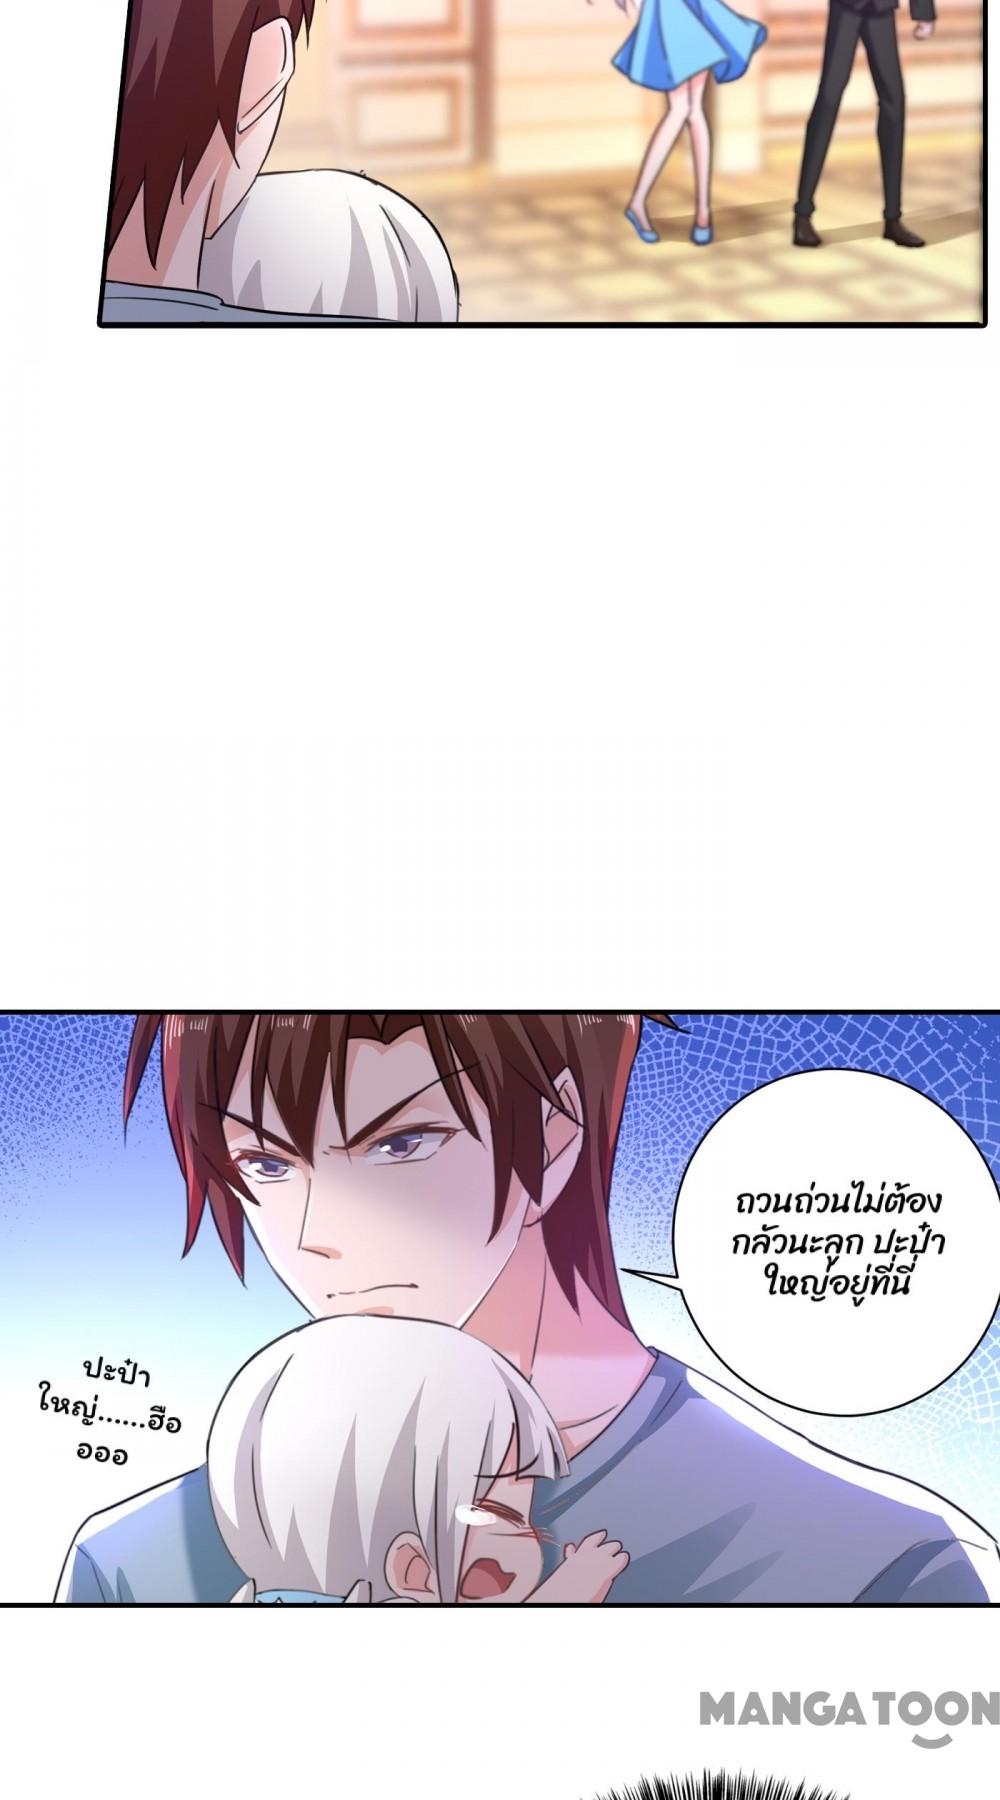 ถวนถ่วนไม่ต้อง
กลัวนะลูก ปะป๋า
ใหญ่อยู่ที่นี่
ปะป๋า
ใหญ่......ฮือ
อออ
MANGATOON